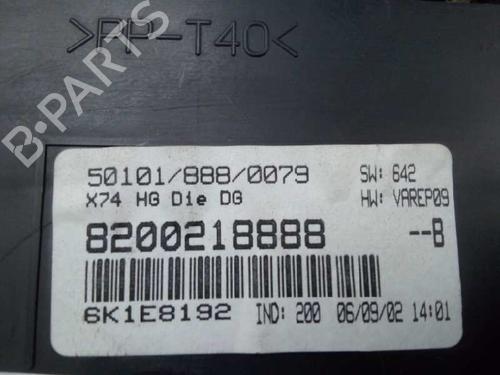 >PP-T40<
50101/888/0079
SW: 642
X74 HG Die DG
HW: VAREP09
8200218888
--B
6K1E8192
IND: 200
06/09/02 14:01
B-PARTS